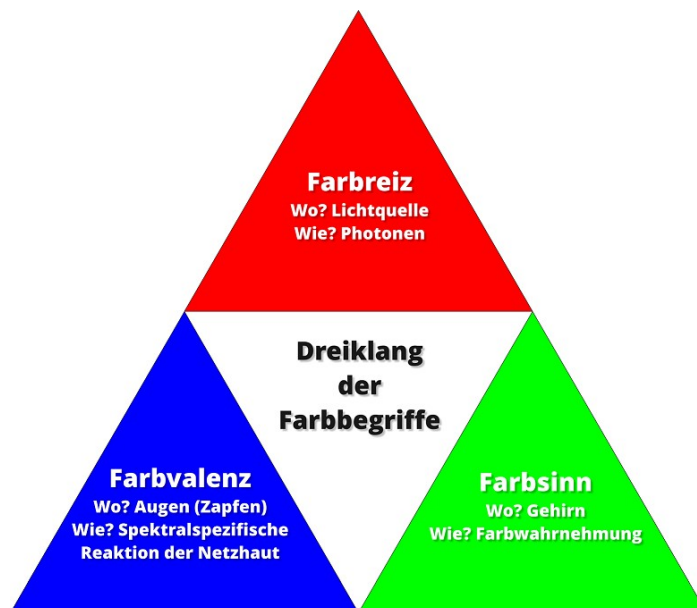 Farbreiz
Wo? Lichtquelle
Wie? Photonen
Dreiklang
der
Farbbegriffe
Farbvalenz
Wo? Augen (Zapfen)
Wie? Spektralspezifische
Reaktion der Netzhaut
Farbsinn
Wo? Gehirn
Wie? Farbwahrnehmung